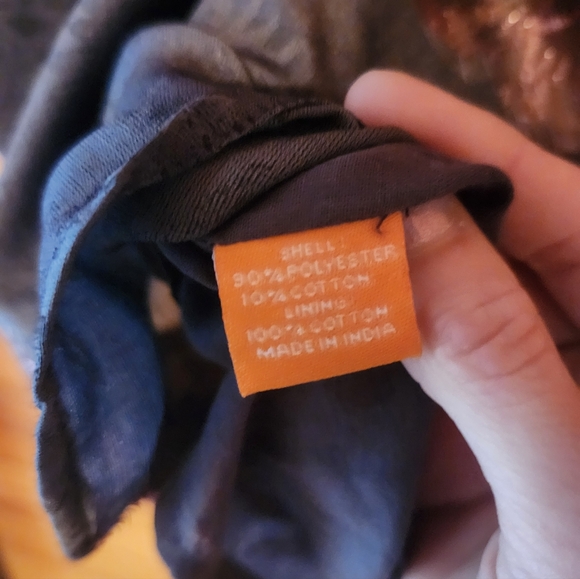 SHELL:
90% POLYESTER
10% COTTON
LINING:
100% COTTON
MADE IN INDIA